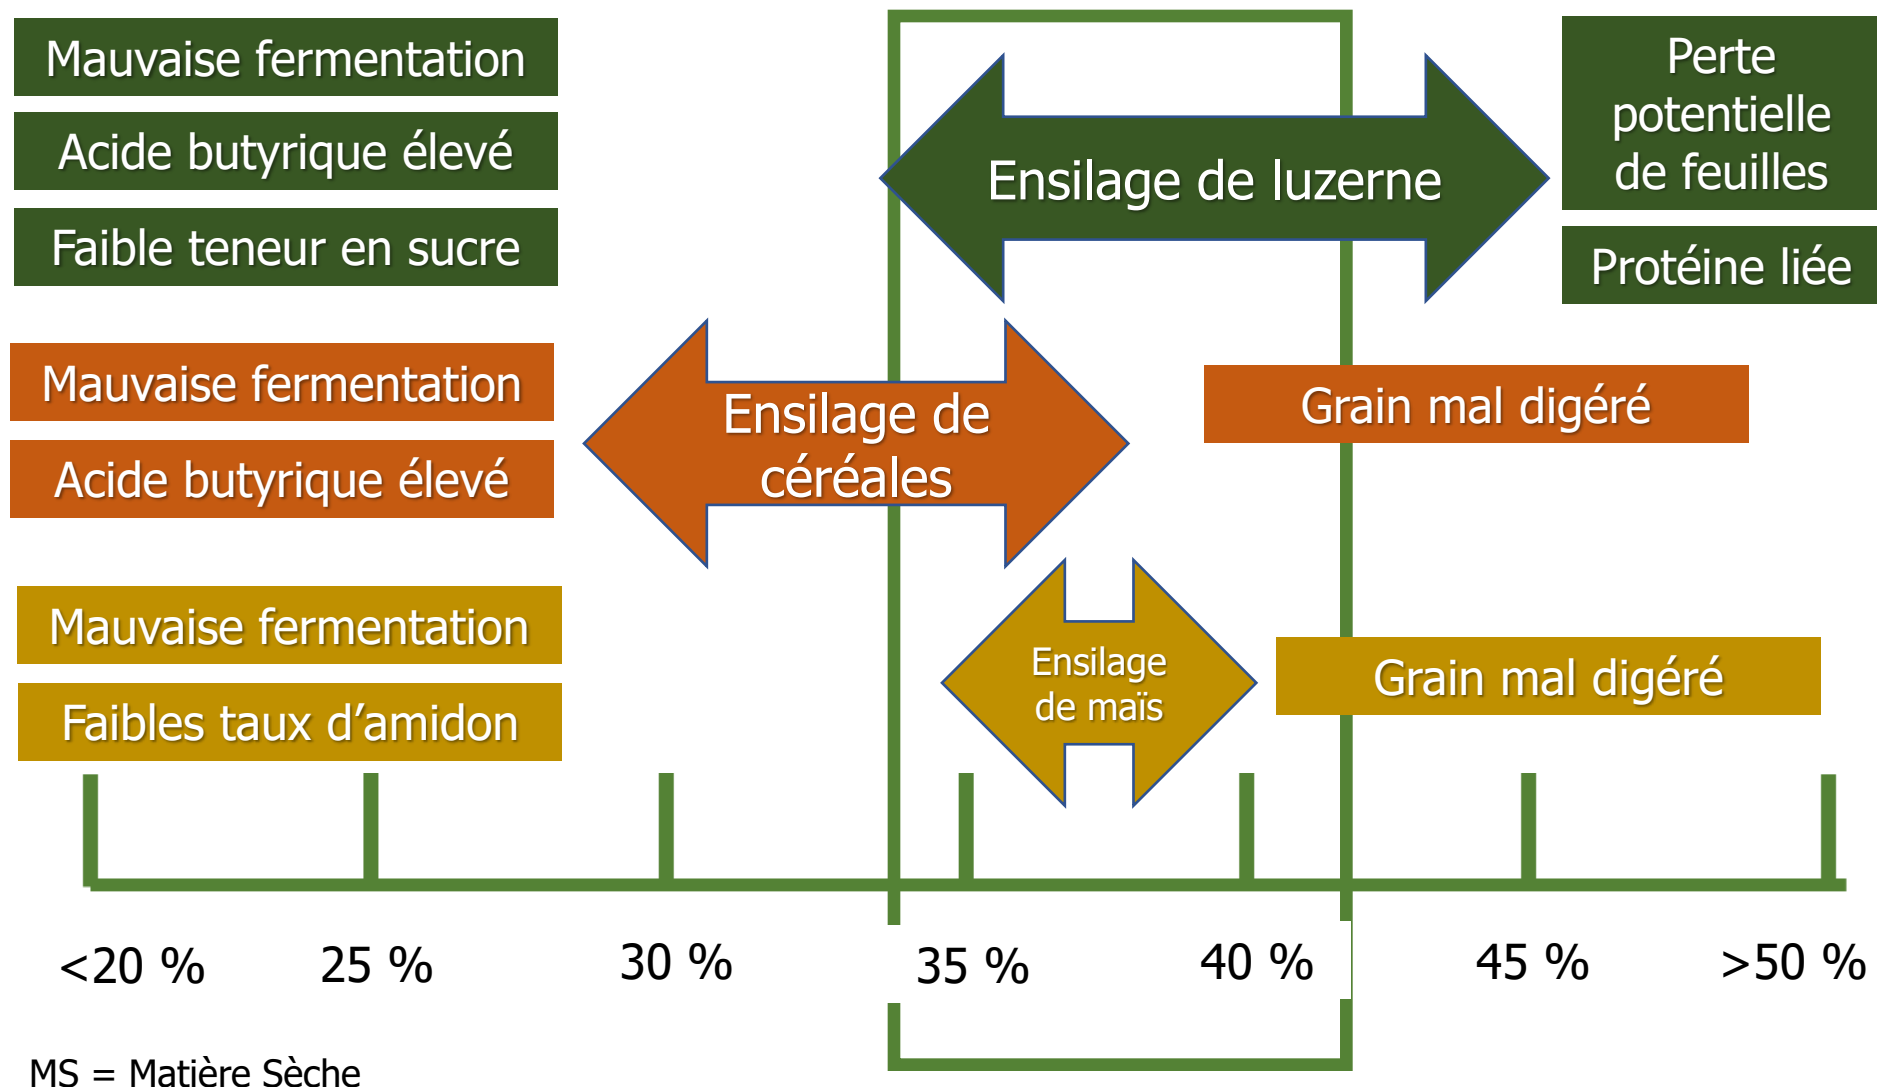 Mauvaise fermentation
Acide butyrique élevé
Faible teneur en sucre
Ensilage de luzerne
Perte
potentielle
de feuilles
Protéine liée
Mauvaise fermentation
Acide butyrique élevé
Ensilage de
céréales
Grain mal digéré
Mauvaise fermentation
Faibles taux d’amidon
Ensilage
de maïs
Grain mal digéré
<20 % 25 % 30 % 35 % 40 % 45 % >50 %
MS = Matière Sèche